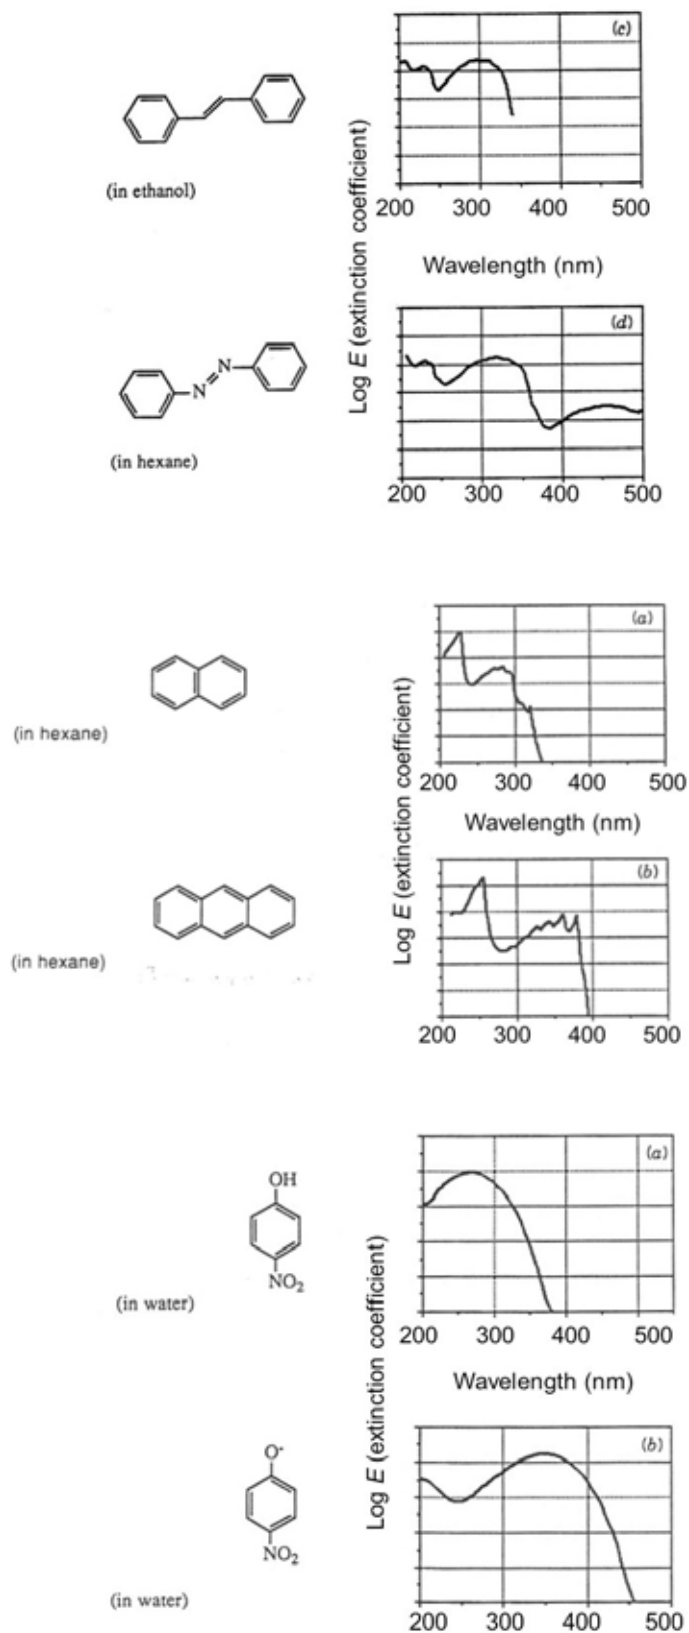 (c)
(in ethanol)
200 300 400 500
Wavelength (nm)
Log E (extinction coefficient)
(d)
N
N
(in hexane)
200 300 400 500
(a)
(in hexane)
200 300 400 500
Wavelength (nm)
Log E (extinction coefficient)
(b)
(in hexane)
200 300 400 500
(a)
OH
NO2
(in water)
200 300 400 500
Wavelength (nm)
Log E (extinction coefficient)
(b)
O-
NO2
(in water)
200 300 400 500